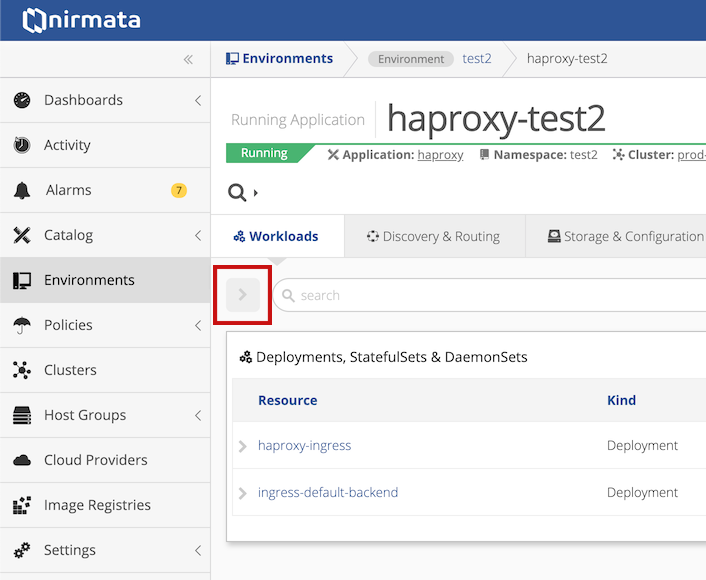 nirmata
Environments
Environment
test2
haproxy-test2
Dashboards
Activity
Alarms
7
Catalog
Environments
Policies
Clusters
Host Groups
Cloud Providers
Image Registries
Settings
Running Application
haproxy-test2
Running
Application: haproxy
Namespace: test2
Cluster: prod-
Workloads
Discovery & Routing
Storage & Configuration
search
Deployments, StatefulSets & DaemonSets
Resource
Kind
haproxy-ingress
Deployment
ingress-default-backend
Deployment